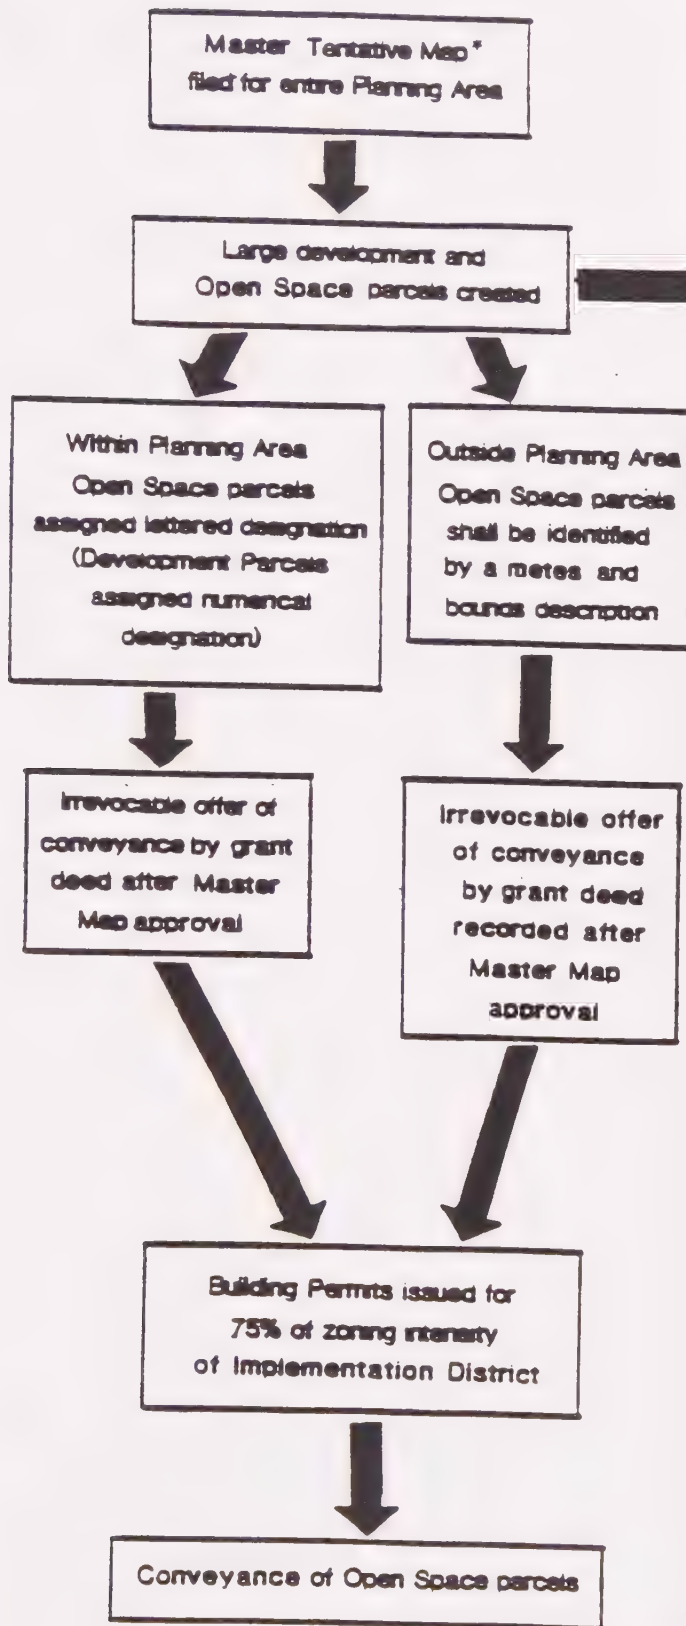 Master Tentative Map*
filed for entire Planning Area
Large development and
Open Space parcels created
Within Planning Area
Open Space parcels
assigned lettered designation
(Development Parcels
assigned numerical
designation)
Outside Planning Area
Open Space parcels
shall be identified
by a metes and
bounds description
Irrevocable offer of
conveyance by grant
deed after Master
Map approval
Irrevocable offer
of conveyance
by grant deed
recorded after
Master Map
approval
Building Permits issued for
75% of zoning intensity
of Implementation District
Conveyance of Open Space parcels